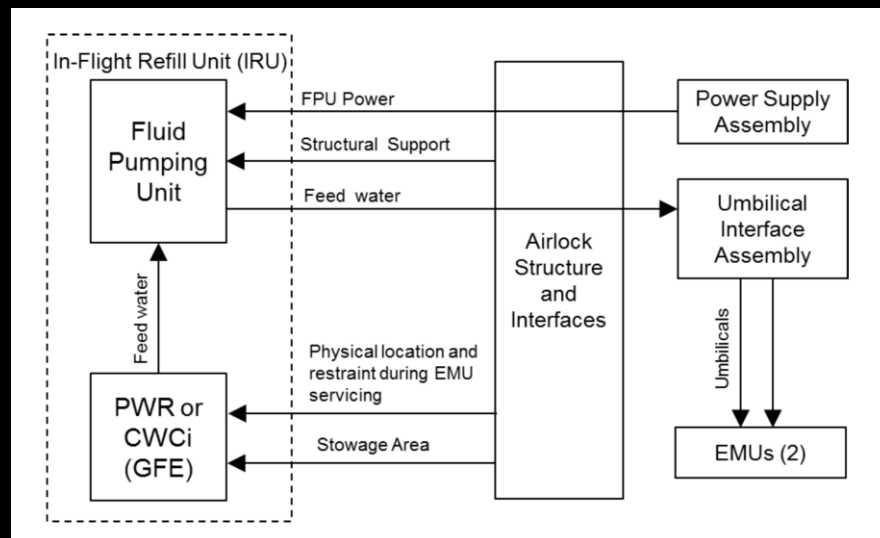 In-Flight Refill Unit (IRU)
Fluid
Pumping
Unit
FPU Power
Structural Support
Feed water
Power Supply
Assembly
Umbilical
Interface
Assembly
Airlock
Structure
and
Interfaces
Feed water
Umbilicals
Physical location and
restraint during EMU
servicing
PWR or
CWCi
(GFE)
Stowage Area
EMUs (2)